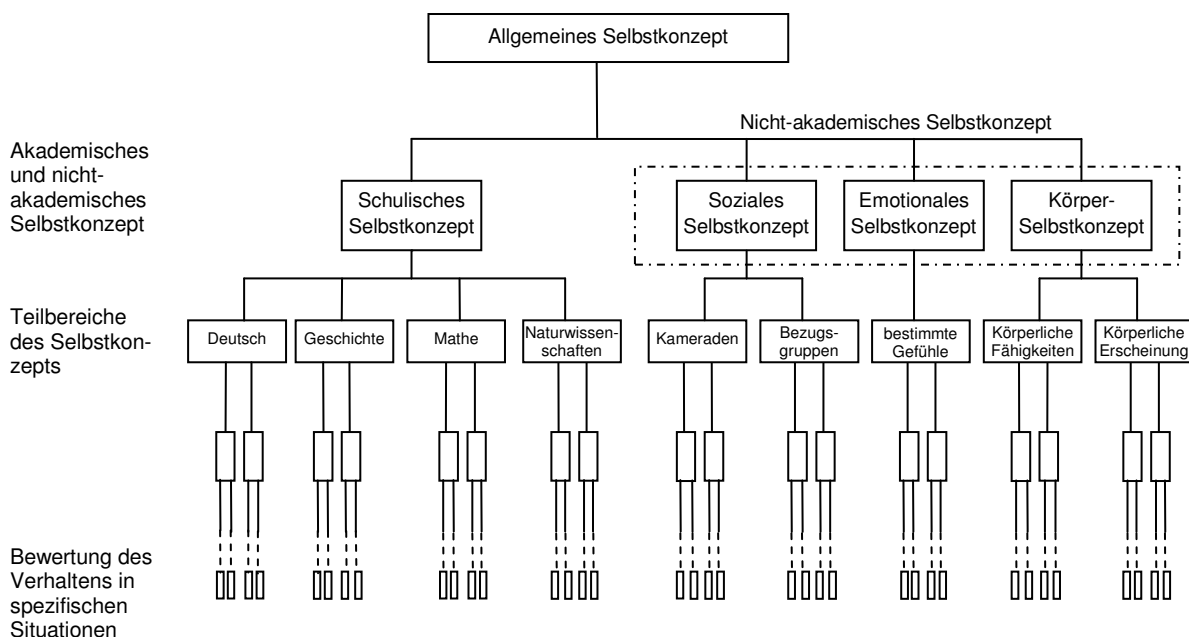 Allgemeines Selbstkonzept
Nicht-akademisches Selbstkonzept
Akademisches
und nicht-
akademisches
Selbstkonzept
Schulisches
Selbstkonzept
Soziales
Selbstkonzept
Emotionales
Selbstkonzept
Körper-
Selbstkonzept
Teilbereiche
des Selbstkon-
zepts
Deutsch
Geschichte
Mathe
Naturwissen-
schaften
Kameraden
Bezugs-
gruppen
bestimmte
Gefühle
Körperliche
Fähigkeiten
Körperliche
Erscheinung
Bewertung des
Verhaltens in
spezifischen
Situationen